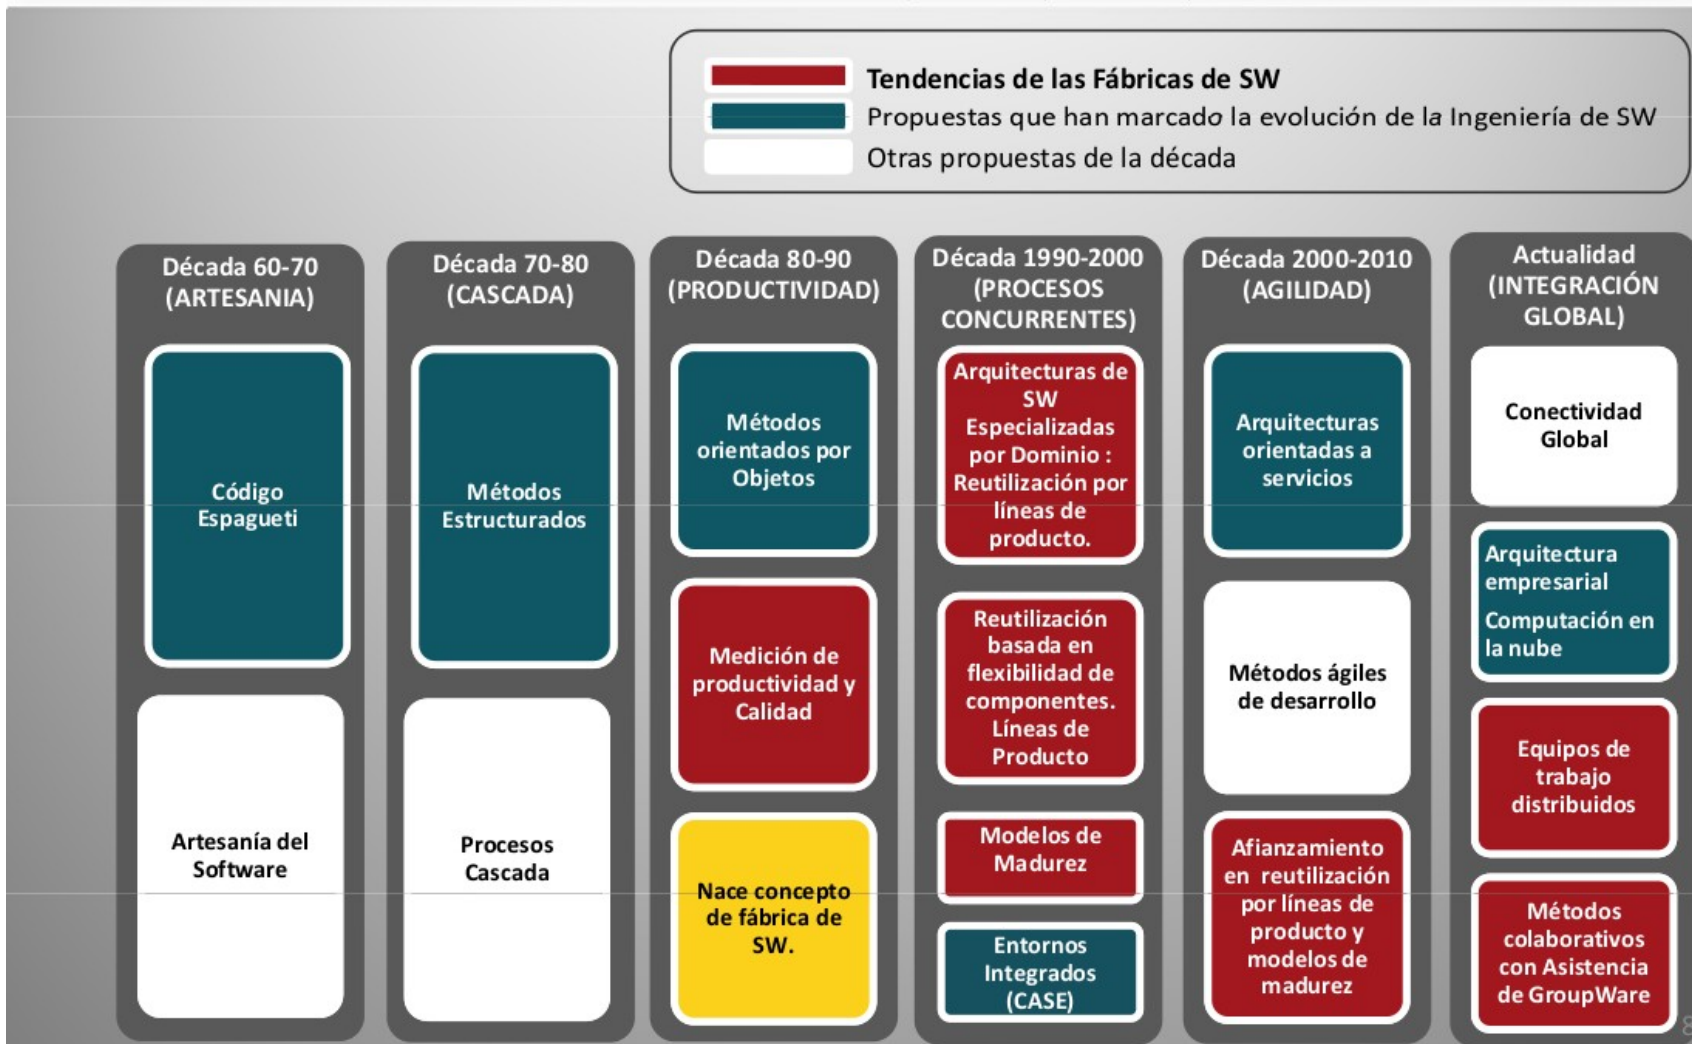 Tendencias de las Fábricas de SW
Propuestas que han marcado la evolución de la Ingeniería de SW
Otras propuestas de la década
Década 60-70
(ARTESANIA)
Código
Espagueti
Artesanía del
Software
Década 70-80
(CASCADA)
Métodos
Estructurados
Procesos
Cascada
Década 80-90
(PRODUCTIVIDAD)
Métodos
orientados por
Objetos
Medición de
productividad y
Calidad
Nace concepto
de fábrica de
SW.
Década 1990-2000
(PROCESOS
CONCURRENTES)
Arquitecturas de
SW
Especializadas
por Dominio :
Reutilización por
líneas de
producto.
Reutilización
basada en
flexibilidad de
componentes.
Líneas de
Producto
Modelos de
Madurez
Entornos
Integrados
(CASE)
Década 2000-2010
(AGILIDAD)
Arquitecturas
orientadas a
servicios
Métodos ágiles
de desarrollo
Afianzamiento
en reutilización
por líneas de
producto y
modelos de
madurez
Actualidad
(INTEGRACIÓN
GLOBAL)
Conectividad
Global
Arquitectura
empresarial
Computación en
la nube
Equipos de
trabajo
distribuidos
Métodos
colaborativos
con Asistencia
de GroupWare
8